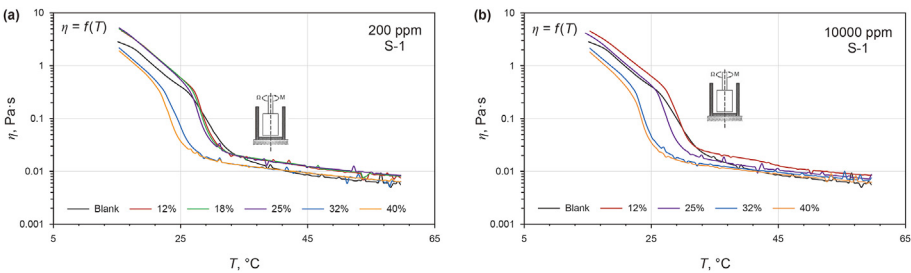 (a)
η = f(T)
200 ppm
S-1
10
1
0.1
0.01
0.001
η, Pa·s
Ω M
Blank 12% 18% 25% 32% 40%
5 25 45 65
T, °C
(b)
η = f(T)
10000 ppm
S-1
10
1
0.1
0.01
0.001
η, Pa·s
Ω M
Blank 12% 25% 32% 40%
5 25 45 65
T, °C